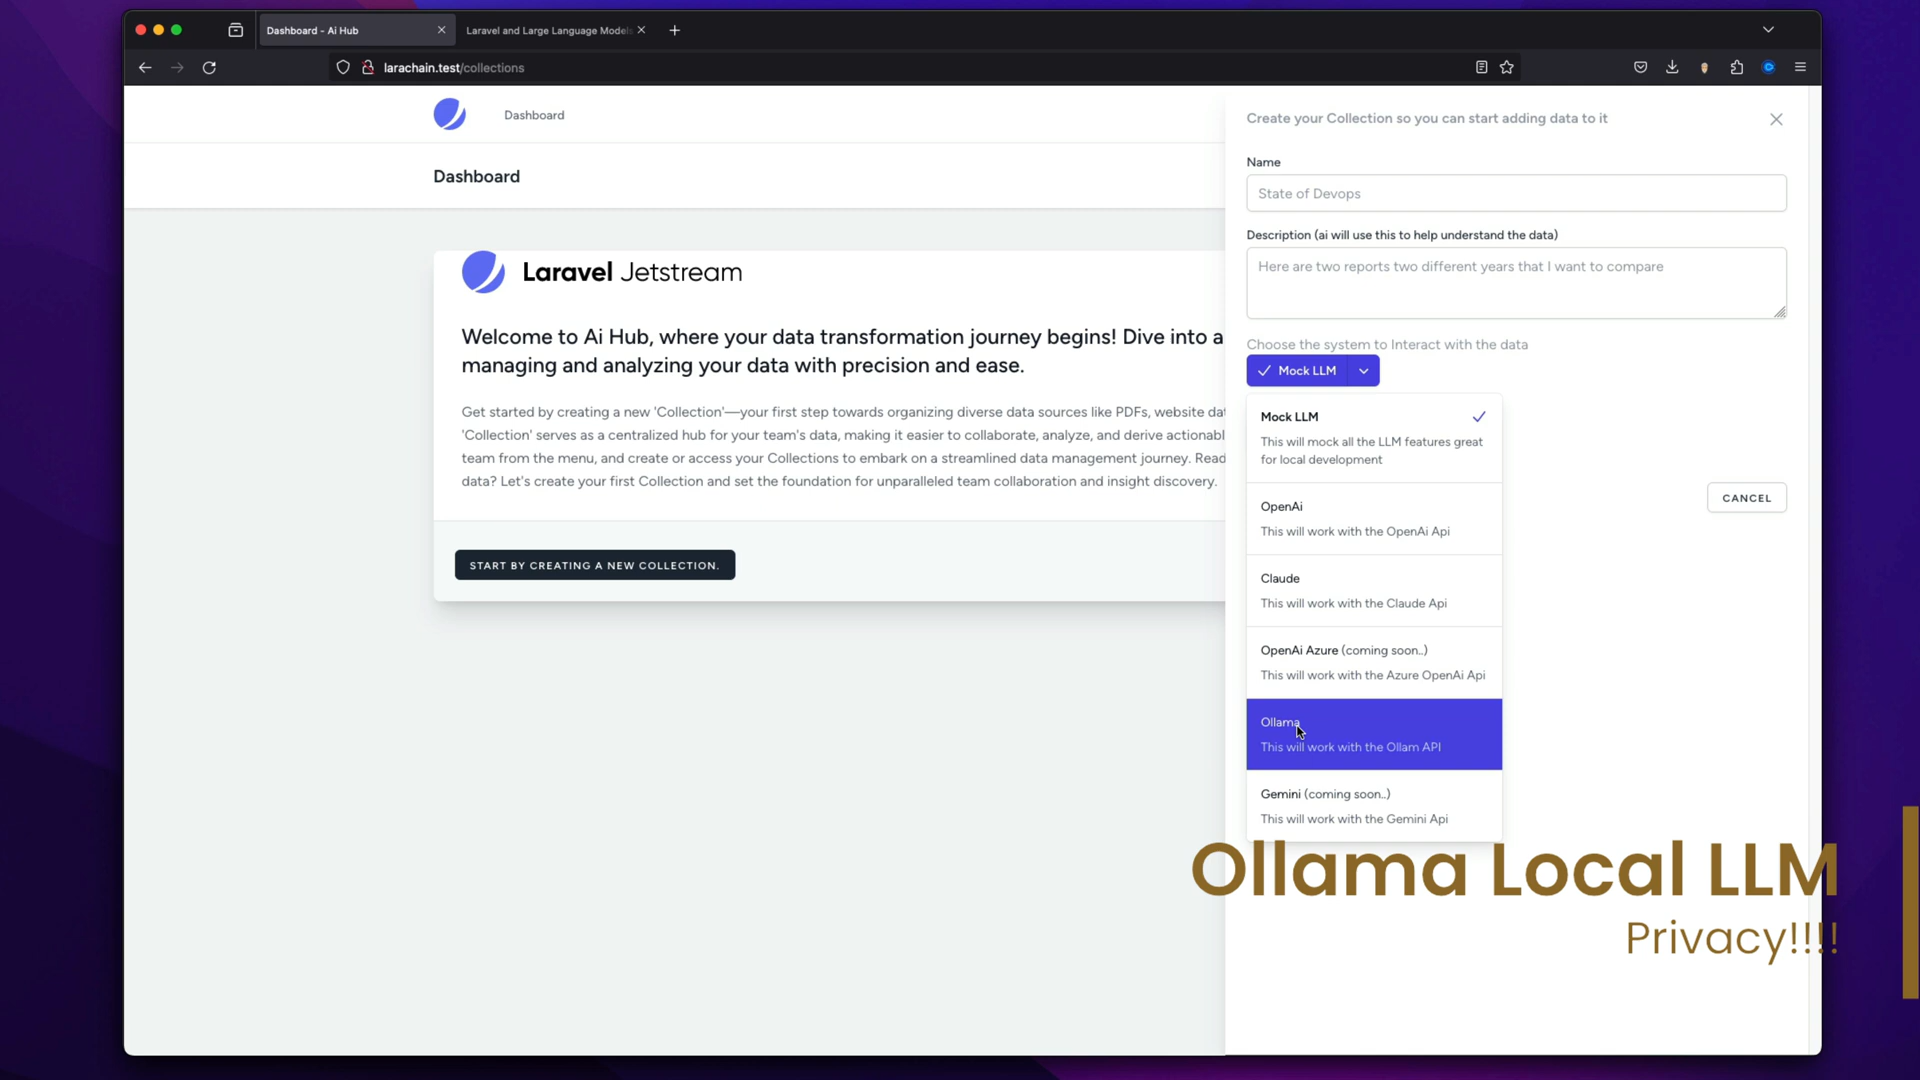 Dashboard - Ai Hub
Laravel and Large Language Models
larachain.test/collections
Dashboard
Dashboard
Laravel Jetstream
Welcome to Ai Hub, where your data transformation journey begins! Dive into a
managing and analyzing your data with precision and ease.
Get started by creating a new 'Collection'—your first step towards organizing diverse data sources like PDFs, website dat
'Collection' serves as a centralized hub for your team's data, making it easier to collaborate, analyze, and derive actionabl
team from the menu, and create or access your Collections to embark on a streamlined data management journey. Read
data? Let's create your first Collection and set the foundation for unparalleled team collaboration and insight discovery.
START BY CREATING A NEW COLLECTION.
Create your Collection so you can start adding data to it
Name
State of Devops
Description (ai will use this to help understand the data)
Here are two reports two different years that I want to compare
Choose the system to Interact with the data
Mock LLM
Mock LLM
This will mock all the LLM features great
for local development
OpenAi
This will work with the OpenAi Api
Claude
This will work with the Claude Api
OpenAi Azure (coming soon..)
This will work with the Azure OpenAi Api
Ollama
This will work with the Ollam API
Gemini (coming soon..)
This will work with the Gemini Api
CANCEL
Ollama Local LLM
Privacy!!!!